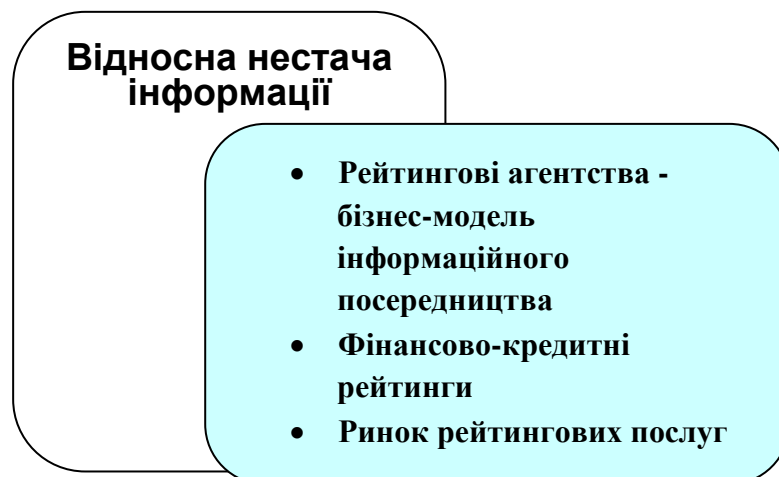 Відносна нестача
інформації
• Рейтингові агентства -
бізнес-модель
інформаційного
посередництва
• Фінансово-кредитні
рейтинги
• Ринок рейтингових послуг